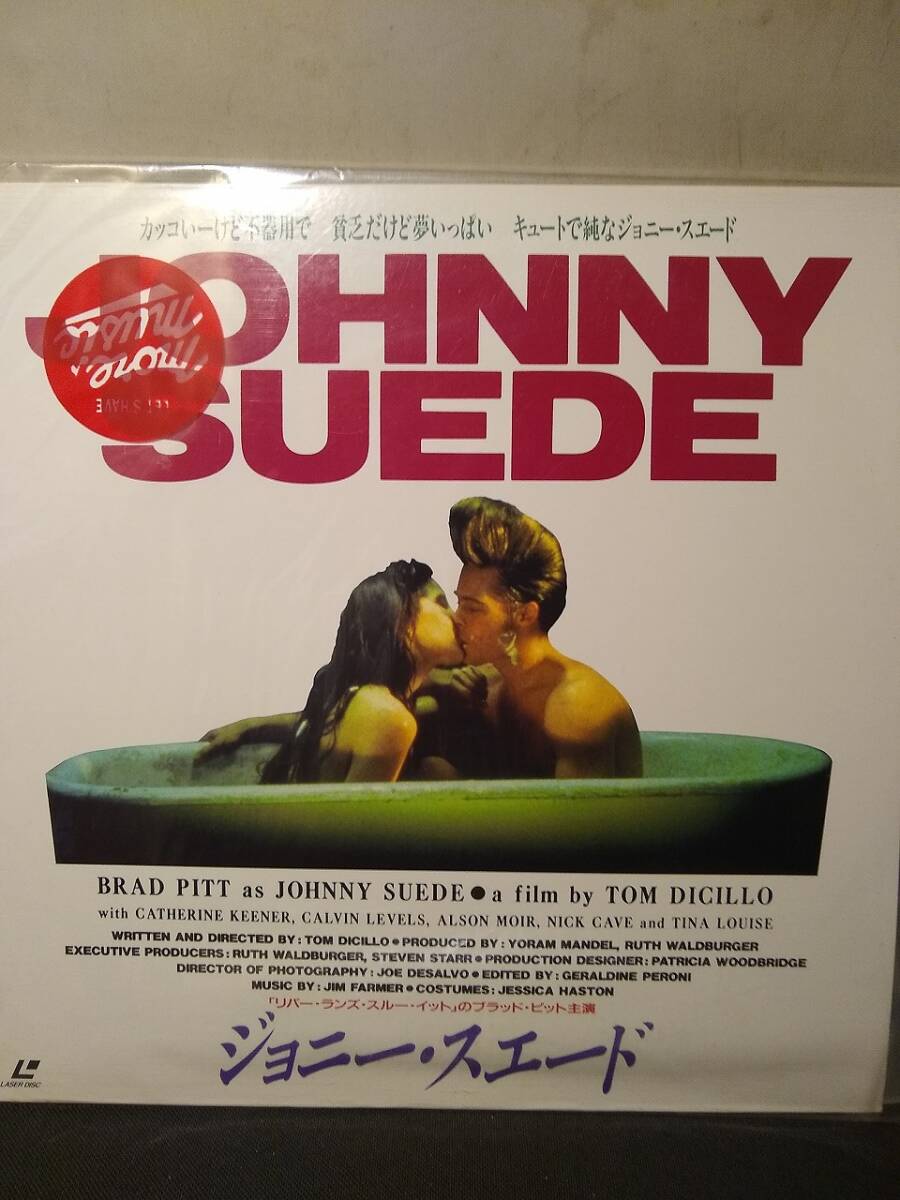 カッコいーけど不器用で 貧乏だけど夢いっぱい キュートで純なジョニー・スエード
JOHNNY
SUEDE
more
music
LET'S HAVE
BRAD PITT as JOHNNY SUEDE ● a film by TOM DICILLO
with CATHERINE KEENER, CALVIN LEVELS, ALSON MOIR, NICK CAVE and TINA LOUISE
WRITTEN AND DIRECTED BY : TOM DICILLO ● PRODUCED BY : YORAM MANDEL, RUTH WALDBURGER
EXECUTIVE PRODUCERS : RUTH WALDBURGER, STEVEN STARR ● PRODUCTION DESIGNER : PATRICIA WOODBRIDGE
DIRECTOR OF PHOTOGRAPHY : JOE DESALVO ● EDITED BY : GERALDINE PERONI
MUSIC BY : JIM FARMER ● COSTUMES : JESSICA HASTON
「リバー・ランズ・スルー・イット」のブラッド・ピット主演
ジョニー・スエード
LASER DISC